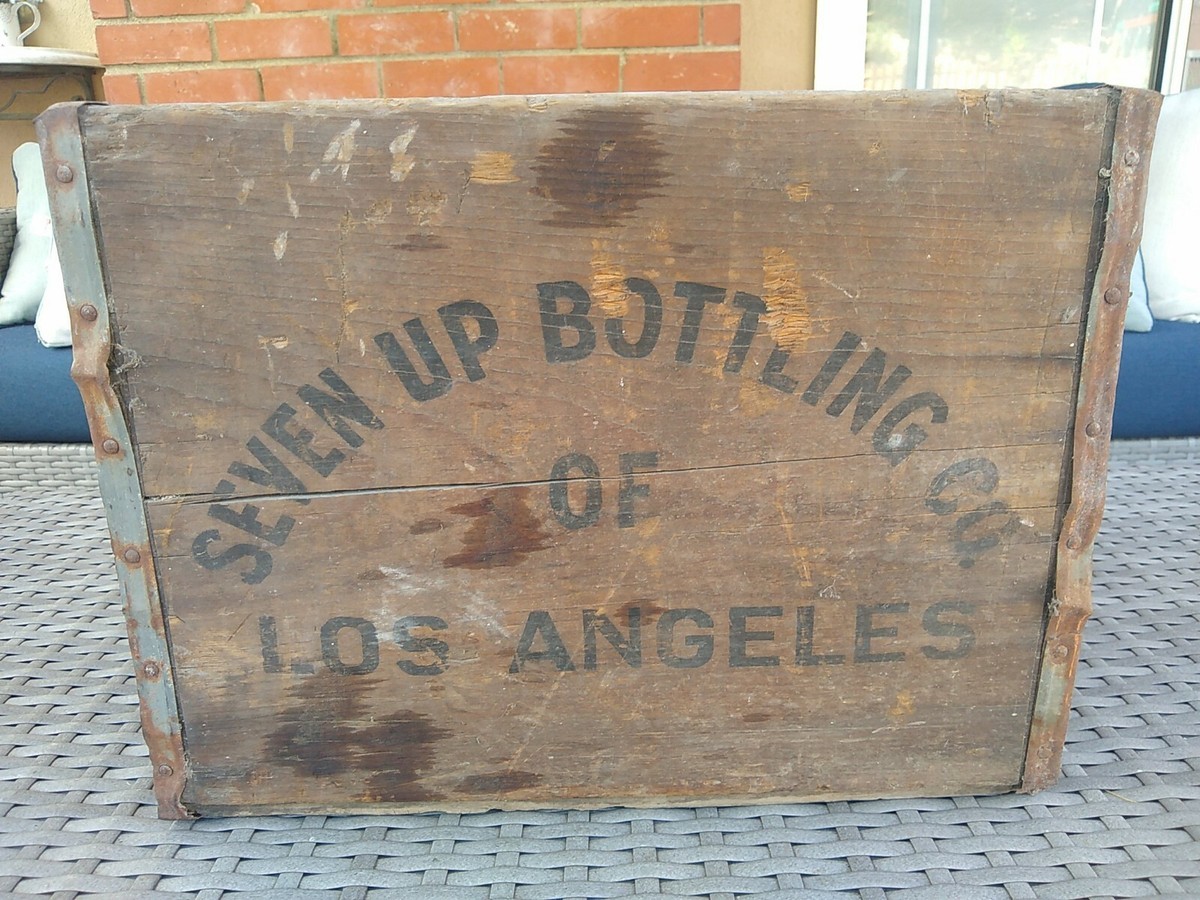 SEVEN UP BOTTLING CO.
OF
LOS ANGELES